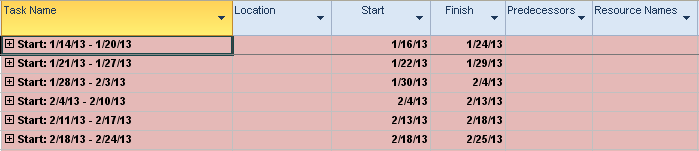 Task Name Location Start Finish Predecessors Resource Names
Start: 1/14/13 - 1/20/13 1/16/13 1/24/13
Start: 1/21/13 - 1/27/13 1/22/13 1/29/13
Start: 1/28/13 - 2/3/13 1/30/13 2/4/13
Start: 2/4/13 - 2/10/13 2/4/13 2/13/13
Start: 2/11/13 - 2/17/13 2/13/13 2/18/13
Start: 2/18/13 - 2/24/13 2/18/13 2/25/13